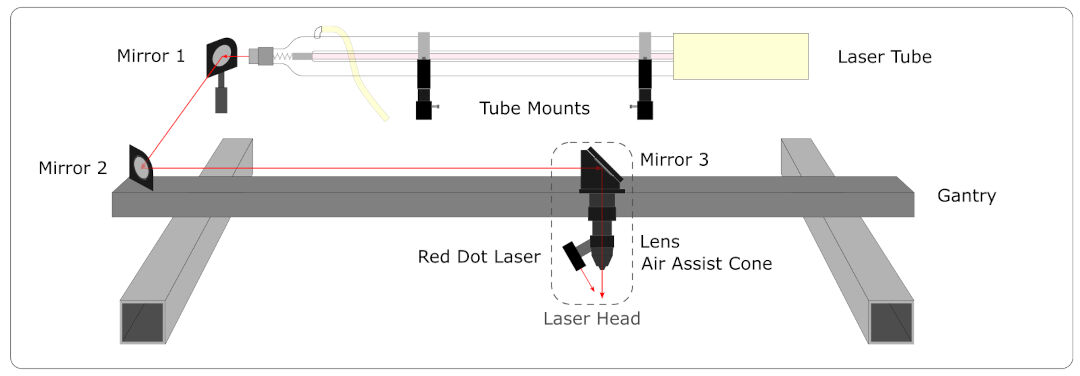 Mirror 1
Laser Tube
Tube Mounts
Mirror 2
Mirror 3
Gantry
Lens
Red Dot Laser
Air Assist Cone
Laser Head